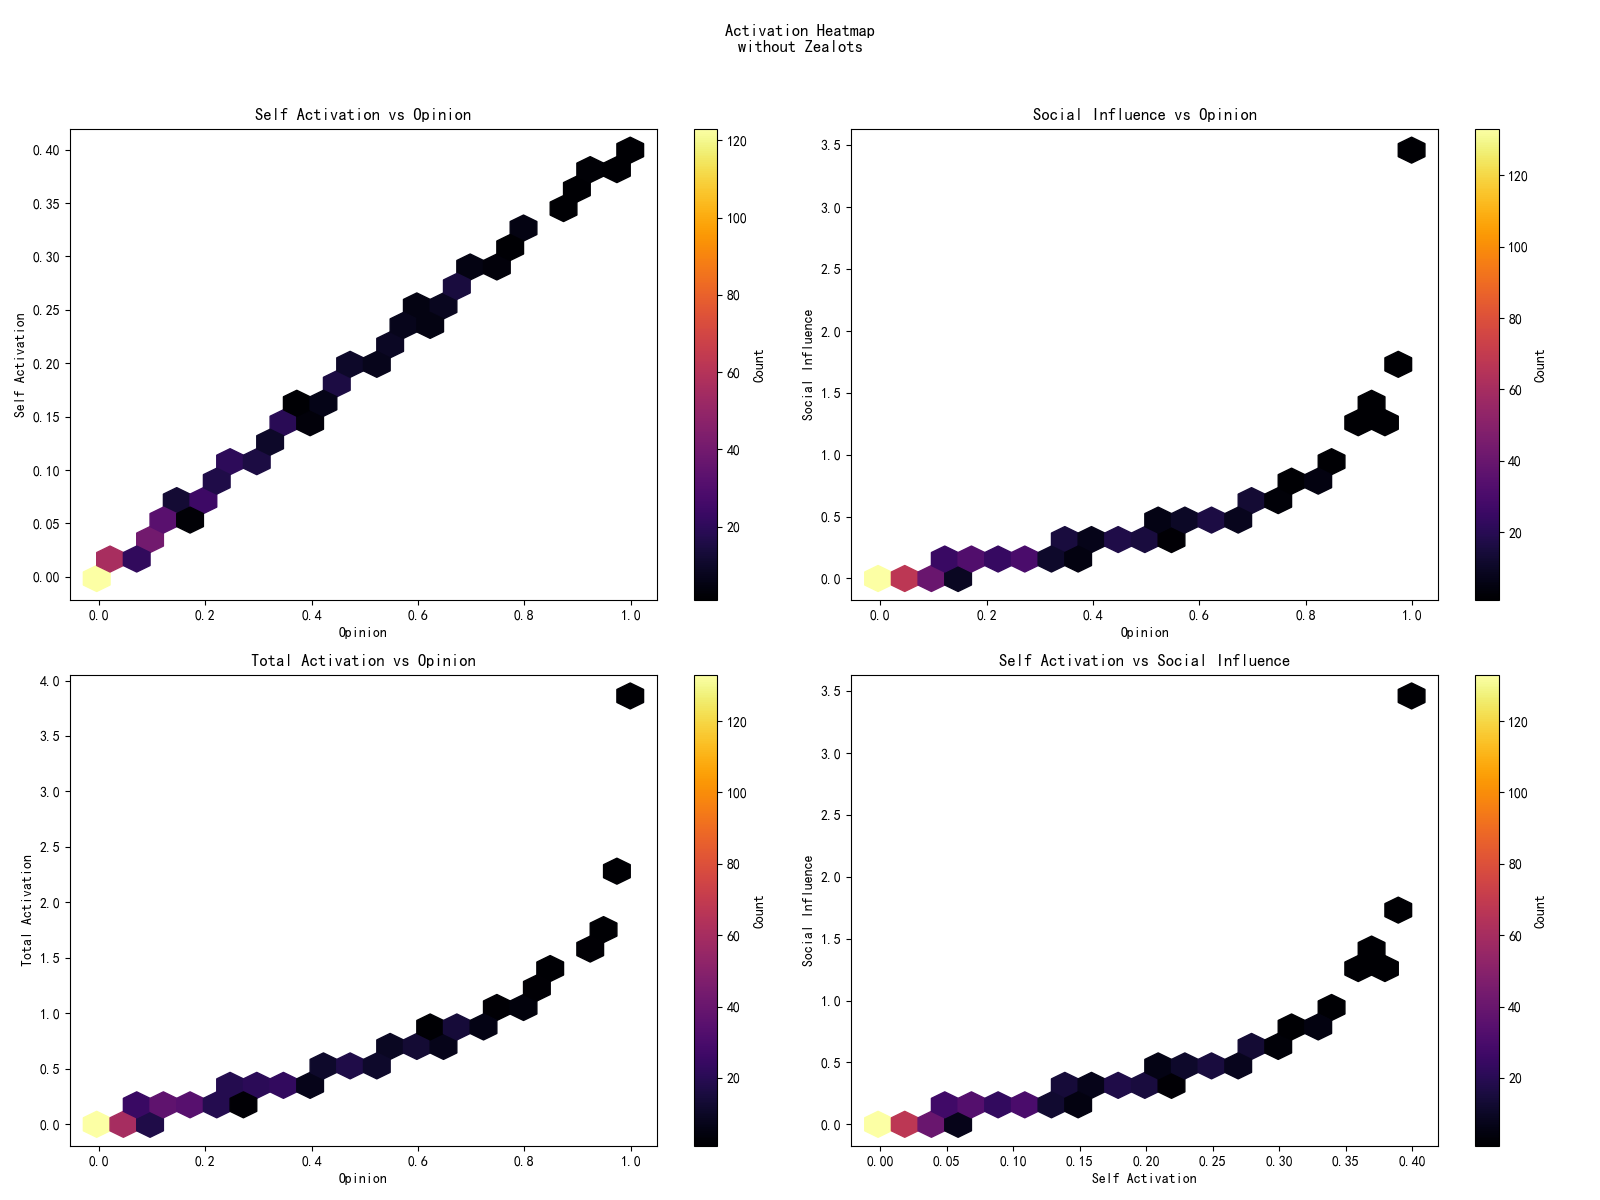 Activation Heatmap
without Zealots
Self Activation vs Opinion
0.40
0.35
0.30
0.25
0.20
0.15
0.10
0.05
0.00
Self Activation
0.0 0.2 0.4 0.6 0.8 1.0
Opinion
120
100
80
60
40
20
Count
Social Influence vs Opinion
3.5
3.0
2.5
2.0
1.5
1.0
0.5
0.0
Social Influence
0.0 0.2 0.4 0.6 0.8 1.0
Opinion
120
100
80
60
40
20
Count
Total Activation vs Opinion
4.0
3.5
3.0
2.5
2.0
1.5
1.0
0.5
0.0
Total Activation
0.0 0.2 0.4 0.6 0.8 1.0
Opinion
120
100
80
60
40
20
Count
Self Activation vs Social Influence
3.5
3.0
2.5
2.0
1.5
1.0
0.5
0.0
Social Influence
0.00 0.05 0.10 0.15 0.20 0.25 0.30 0.35 0.40
Self Activation
120
100
80
60
40
20
Count